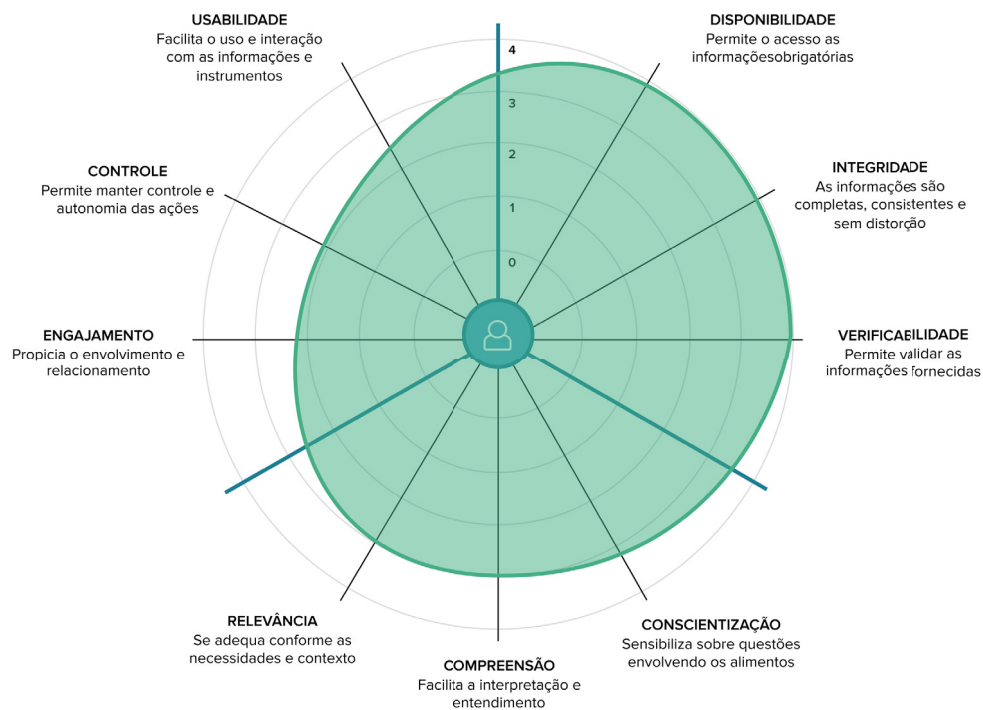 USABILIDADE
Facilita o uso e interação
com as informações e
instrumentos
DISPONIBILIDADE
Permite o acesso as
informaçõesobrigatórias
4
3
2
1
0
CONTROLE
Permite manter controle e
autonomia das ações
INTEGRIDADE
As informações são
completas, consistentes e
sem distorção
ENGAJAMENTO
Propicia o envolvimento e
relacionamento
VERIFICABILIDADE
Permite validar as
informações fornecidas
RELEVÂNCIA
Se adequa conforme as
necessidades e contexto
COMPREENSÃO
Facilita a interpretação e
entendimento
CONSCIENTIZAÇÃO
Sensibiliza sobre questões
envolvendo os alimentos